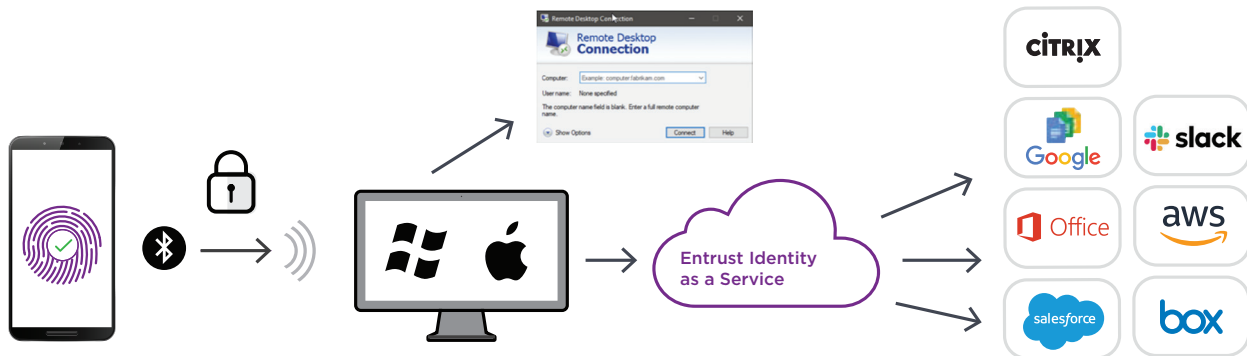 Remote Desktop Connection
Remote Desktop
Connection
Computer:
Example: computer.fabrikam.com
User name:
None specified
The computer name field is blank. Enter a full remote computer
name.
Show Options
Connect
Help
Entrust Identity
as a Service
CİTRIX
Google
slack
Office
aws
salesforce
box